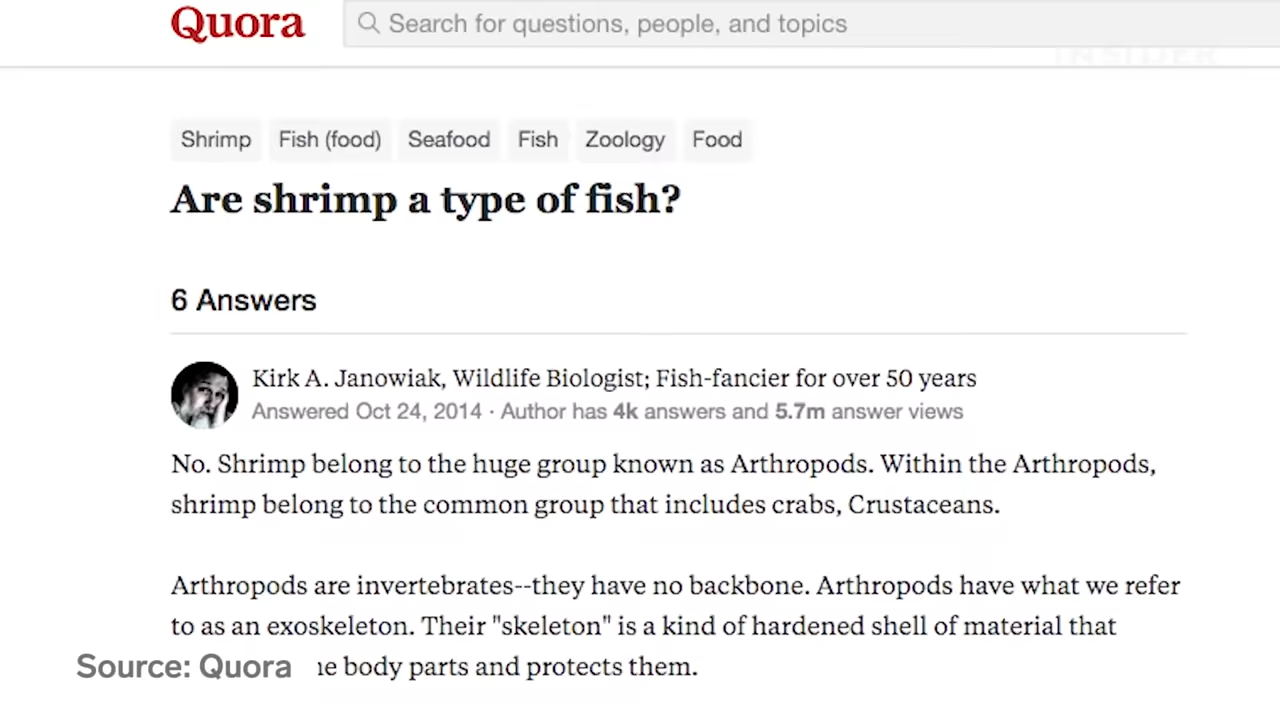 Quora
Search for questions, people, and topics
INSIDER
Shrimp
Fish (food)
Seafood
Fish
Zoology
Food
Are shrimp a type of fish?
6 Answers
Kirk A. Janowiak, Wildlife Biologist; Fish-fancier for over 50 years
Answered Oct 24, 2014 · Author has 4k answers and 5.7m answer views
No. Shrimp belong to the huge group known as Arthropods. Within the Arthropods,
shrimp belong to the common group that includes crabs, Crustaceans.
Arthropods are invertebrates--they have no backbone. Arthropods have what we refer
to as an exoskeleton. Their "skeleton" is a kind of hardened shell of material that
body parts and protects them.
Source: Quora